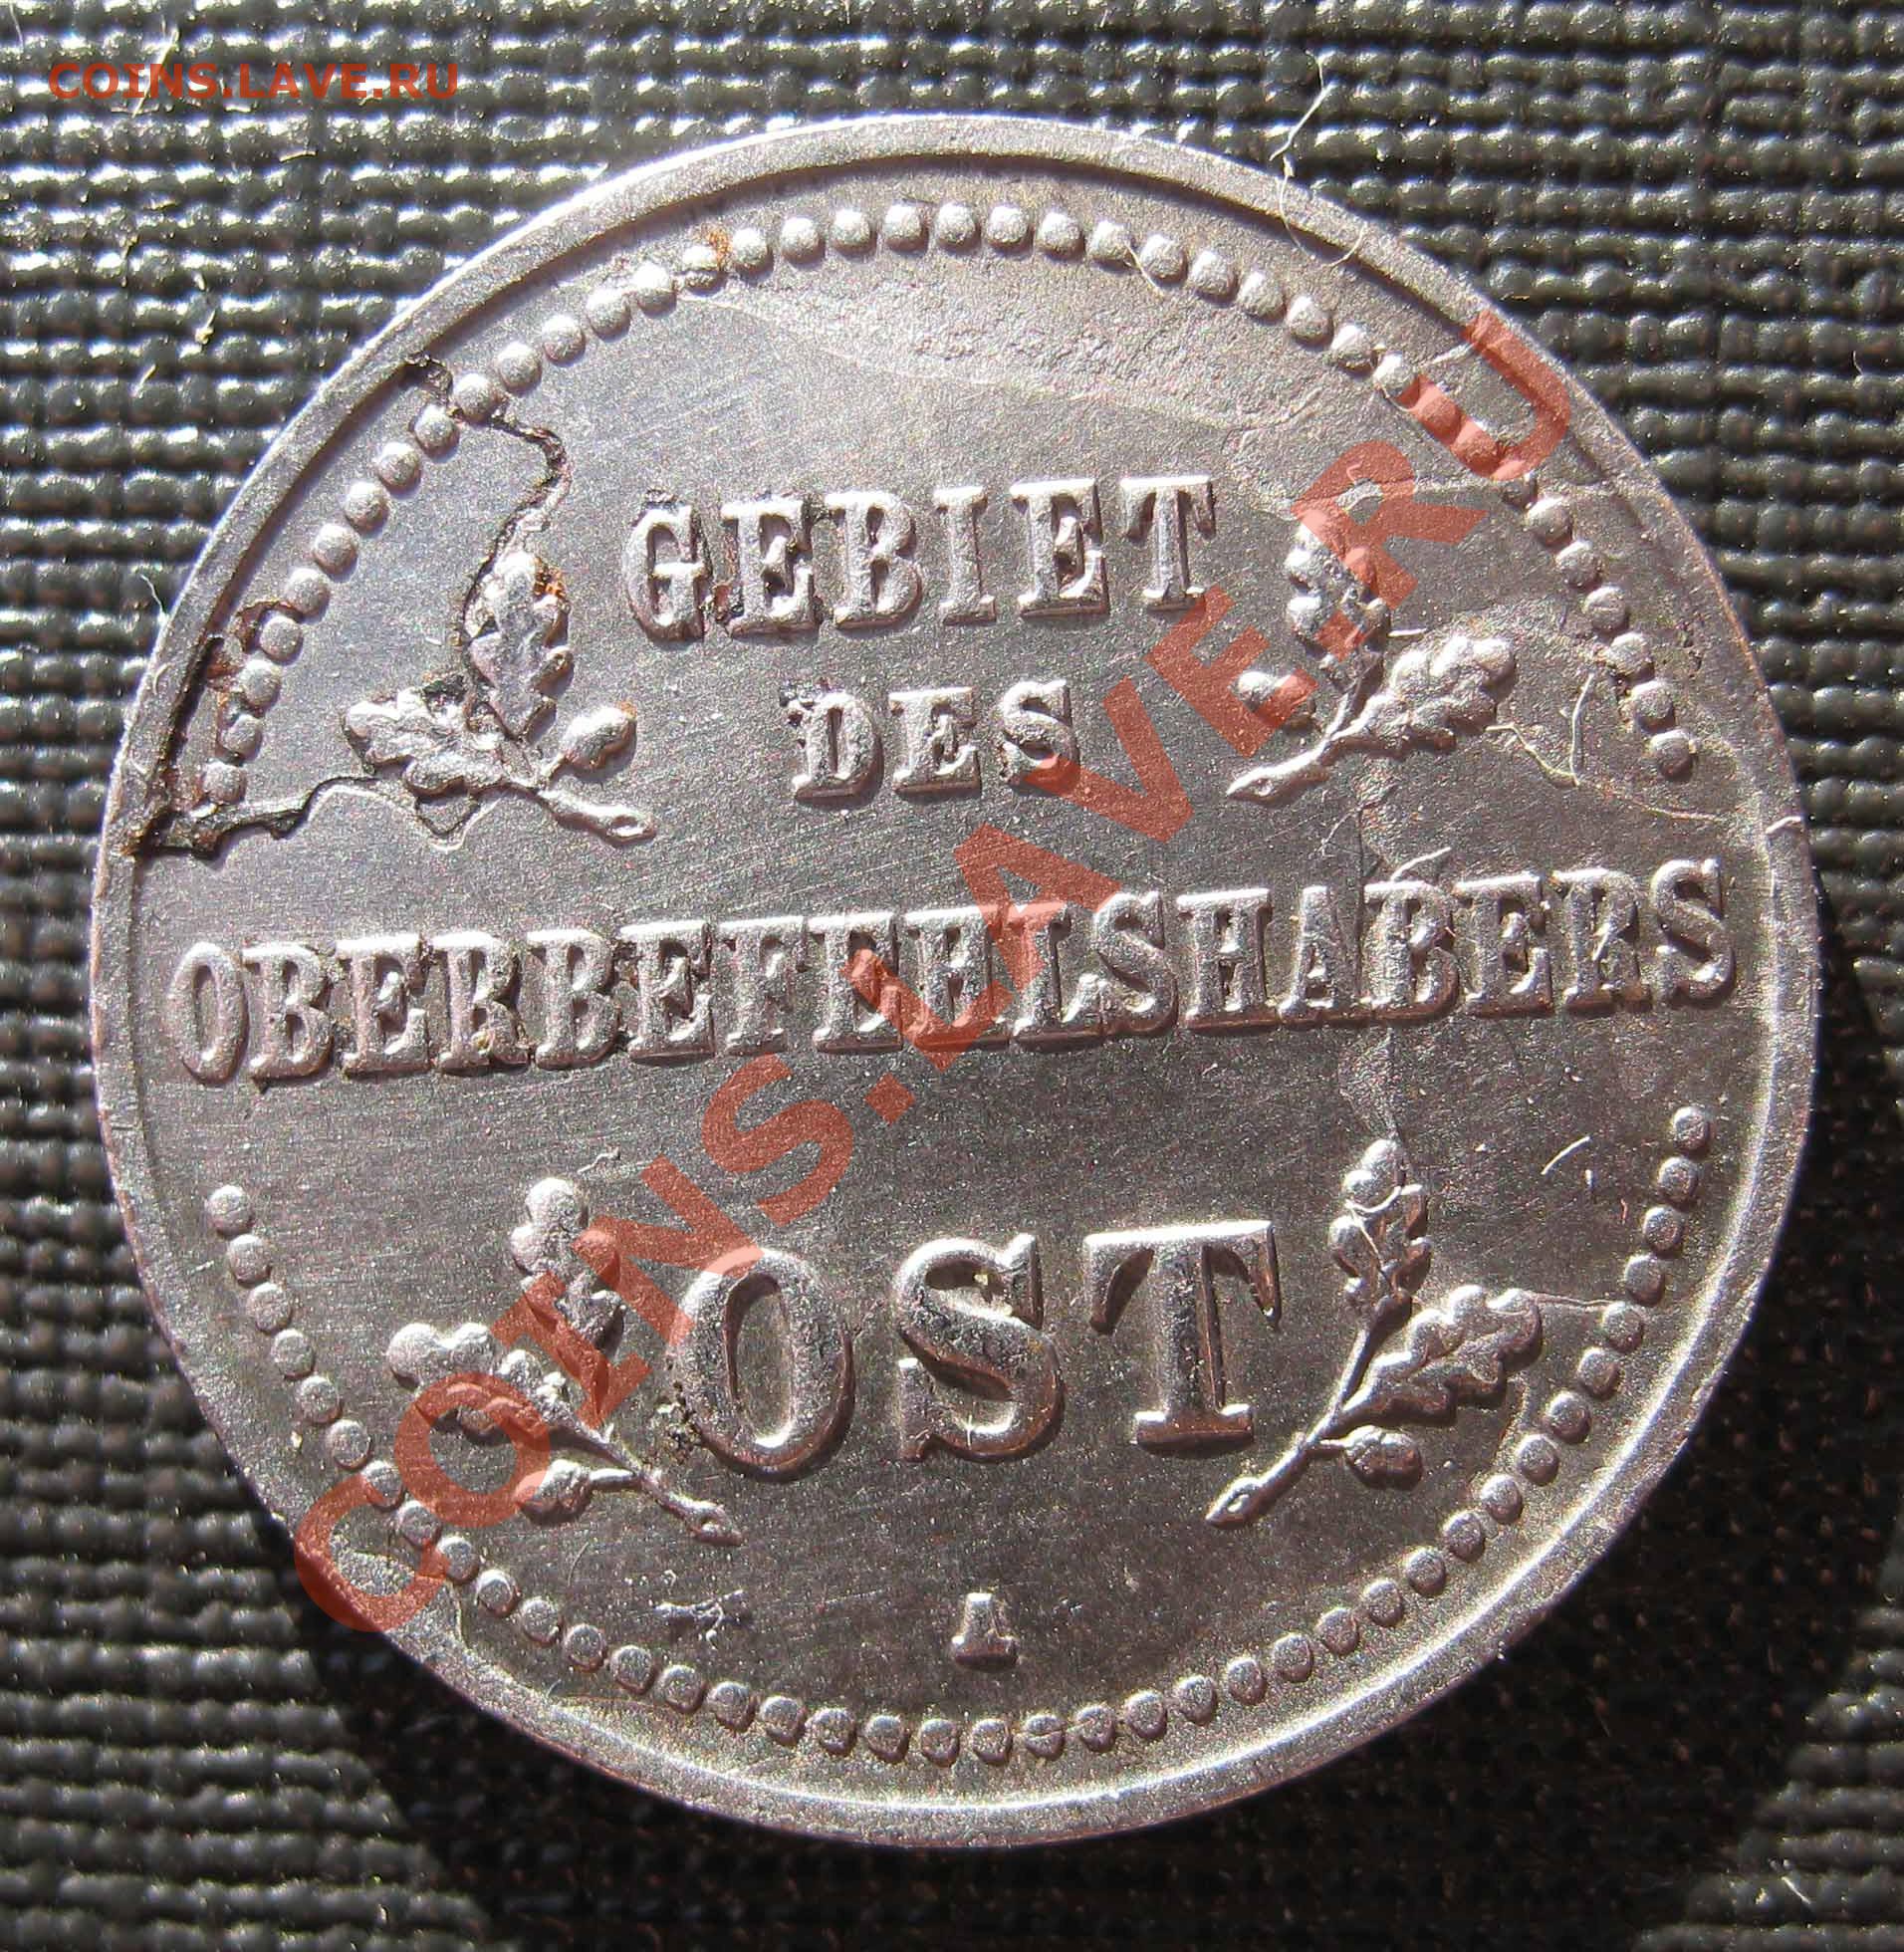 COINS.LAVE.RU
GEBIET
DES
OBERBEFEHLSHABERS
OST
A
COINS.LAVE.RU